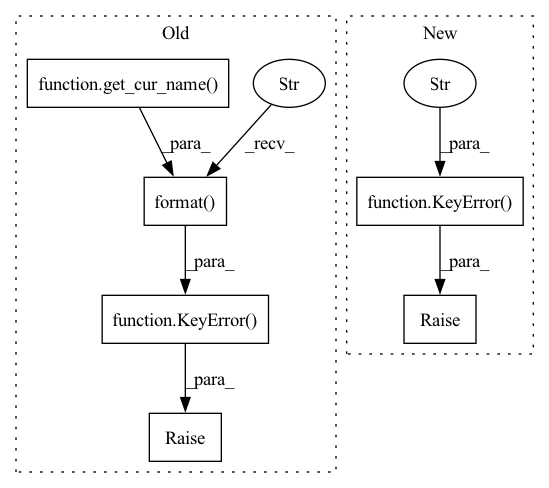 Old
New
function.get_cur_name()
Str
Str
_para_
_recv_
_para_
format()
function.KeyError()
_para_
_para_
function.KeyError()
Raise
_para_
Raise